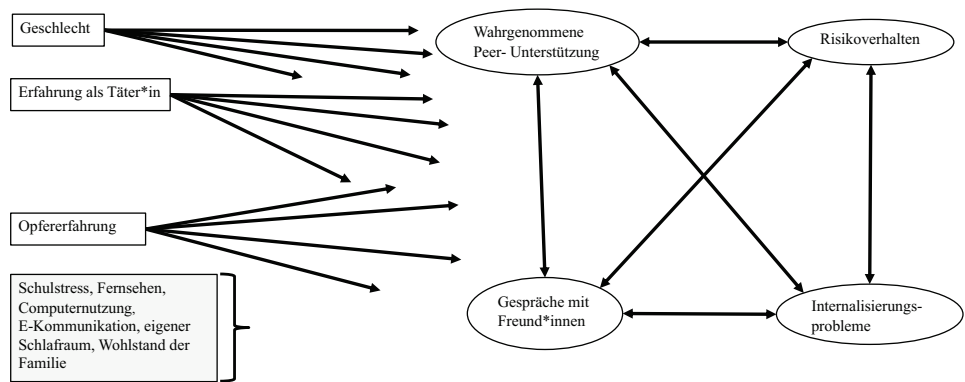 Geschlecht
Erfahrung als Täter*in
Opfererfahrung
Schulstress, Fernsehen,
Computernutzung,
E-Kommunikation, eigener
Schlafraum, Wohlstand der
Familie
Wahrgenommene
Peer- Unterstützung
Risikoverhalten
Gespräche mit
Freund*innen
Internalisierungs-
probleme